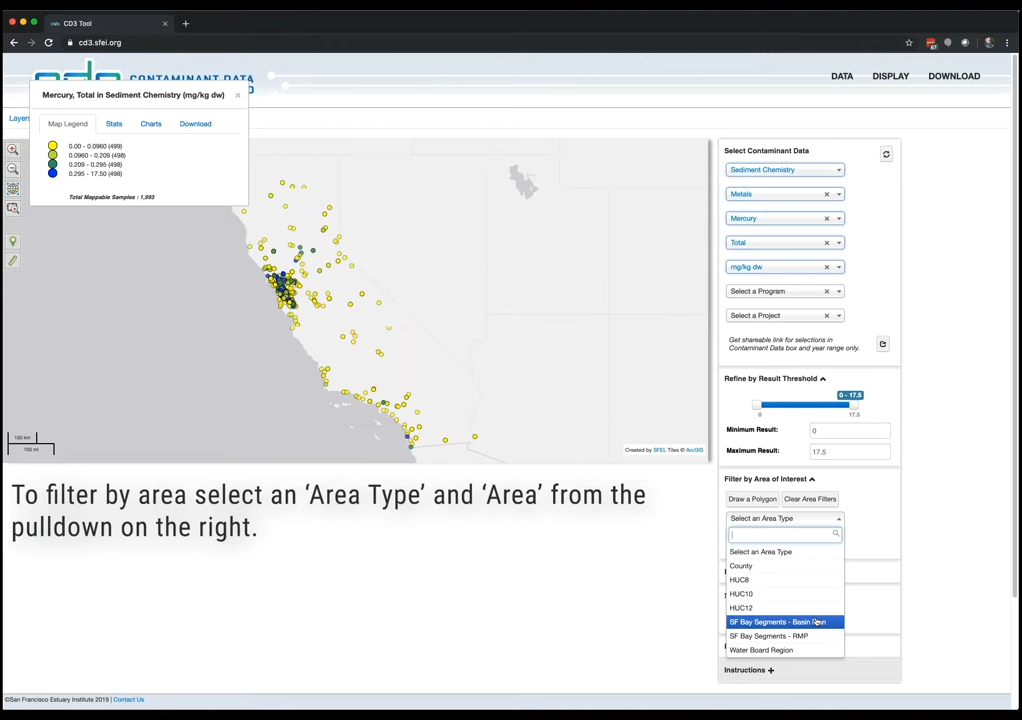 CD3 Tool
cd3.sfei.org
67
CONTAMINANT DATA
DATA
DISPLAY
DOWNLOAD
Mercury, Total in Sediment Chemistry (mg/kg dw)
Map Legend
Stats
Charts
Download
0.00 - 0.0960 (499)
0.0960 - 0.209 (498)
0.209 - 0.295 (498)
0.295 - 17.50 (498)
Total Mappable Samples : 1,993
100 km
100 mi
Created by SFEI, Tiles © ArcGIS
Select Contaminant Data
Sediment Chemistry
Metals
Mercury
Total
mg/kg dw
Select a Program
Select a Project
Get shareable link for selections in
Contaminant Data box and year range only.
Refine by Result Threshold
0 - 17.5
0
17.5
Minimum Result:
0
Maximum Result:
17.5
Filter by Area of Interest
Draw a Polygon
Clear Area Filters
Select an Area Type
Select an Area Type
County
HUC8
HUC10
HUC12
SF Bay Segments - Basin
SF Bay Segments - RMP
Water Board Region
Instructions
To filter by area select an ‘Area Type’ and ‘Area’ from the
pulldown on the right.
©San Francisco Estuary Institute 2019 | Contact Us